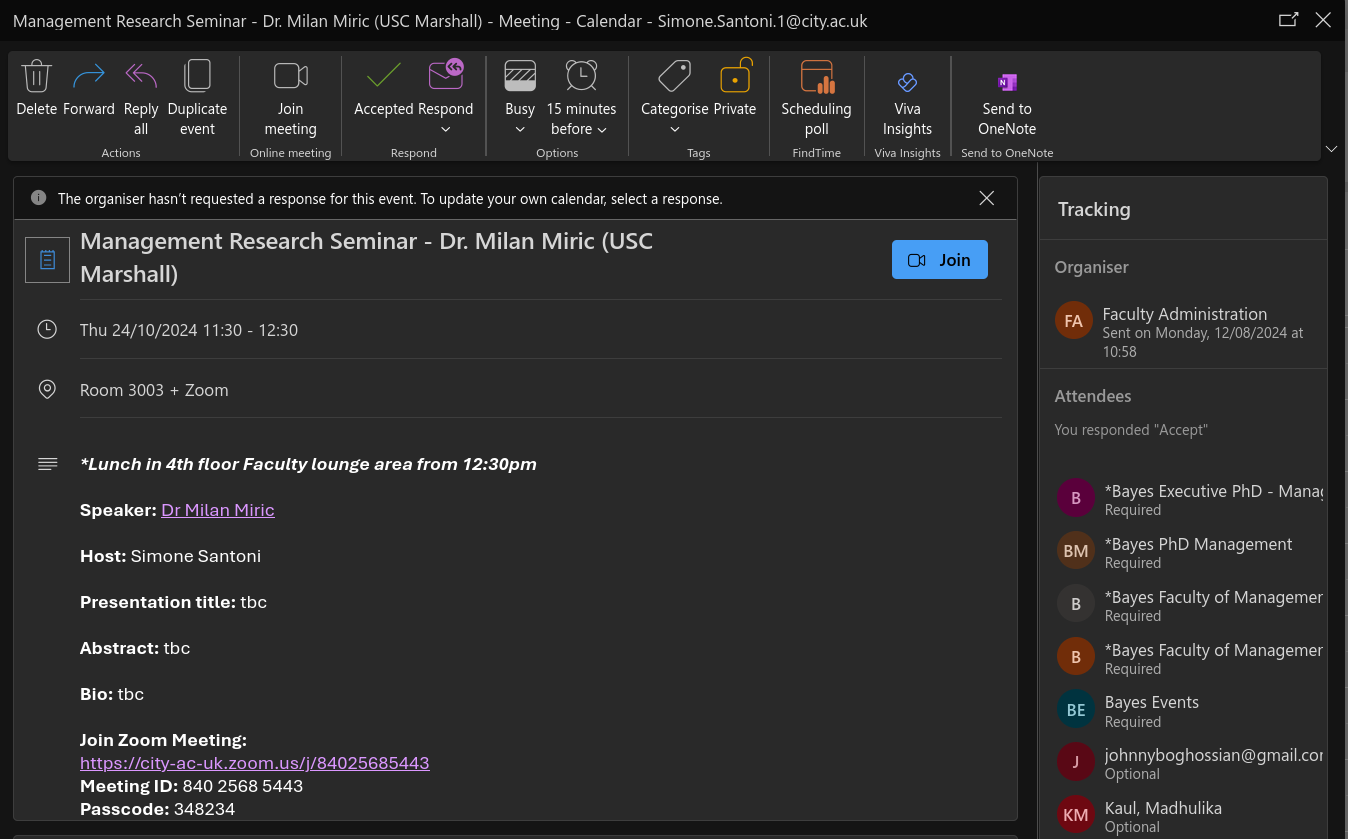 Management Research Seminar - Dr. Milan Miric (USC Marshall) - Meeting - Calendar - Simone.Santoni.1@city.ac.uk
Delete
Forward
Reply all
Duplicate event
Actions
Join meeting
Online meeting
Accepted
Respond
Respond
Busy
15 minutes before
Options
Categorise
Private
Tags
Scheduling poll
FindTime
Viva Insights
Viva Insights
Send to OneNote
Send to OneNote
The organiser hasn't requested a response for this event. To update your own calendar, select a response.
Management Research Seminar - Dr. Milan Miric (USC
Marshall)
Join
Thu 24/10/2024 11:30 - 12:30
Room 3003 + Zoom
*Lunch in 4th floor Faculty lounge area from 12:30pm
Speaker: Dr Milan Miric
Host: Simone Santoni
Presentation title: tbc
Abstract: tbc
Bio: tbc
Join Zoom Meeting:
https://city-ac-uk.zoom.us/j/84025685443
Meeting ID: 840 2568 5443
Passcode: 348234
Tracking
Organiser
FA
Faculty Administration
Sent on Monday, 12/08/2024 at
10:58
Attendees
You responded "Accept"
B
*Bayes Executive PhD - Manag
Required
BM
*Bayes PhD Management
Required
B
*Bayes Faculty of Managemen
Required
B
*Bayes Faculty of Managemen
Required
BE
Bayes Events
Required
J
johnnyboghossian@gmail.com
Optional
KM
Kaul, Madhulika
Optional